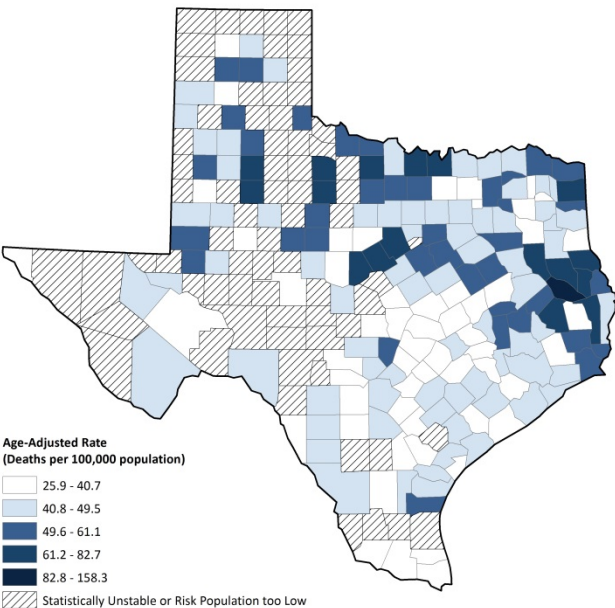 Age-Adjusted Rate
(Deaths per 100,000 population)
25.9 - 40.7
40.8 - 49.5
49.6 - 61.1
61.2 - 82.7
82.8 - 158.3
Statistically Unstable or Risk Population too Low